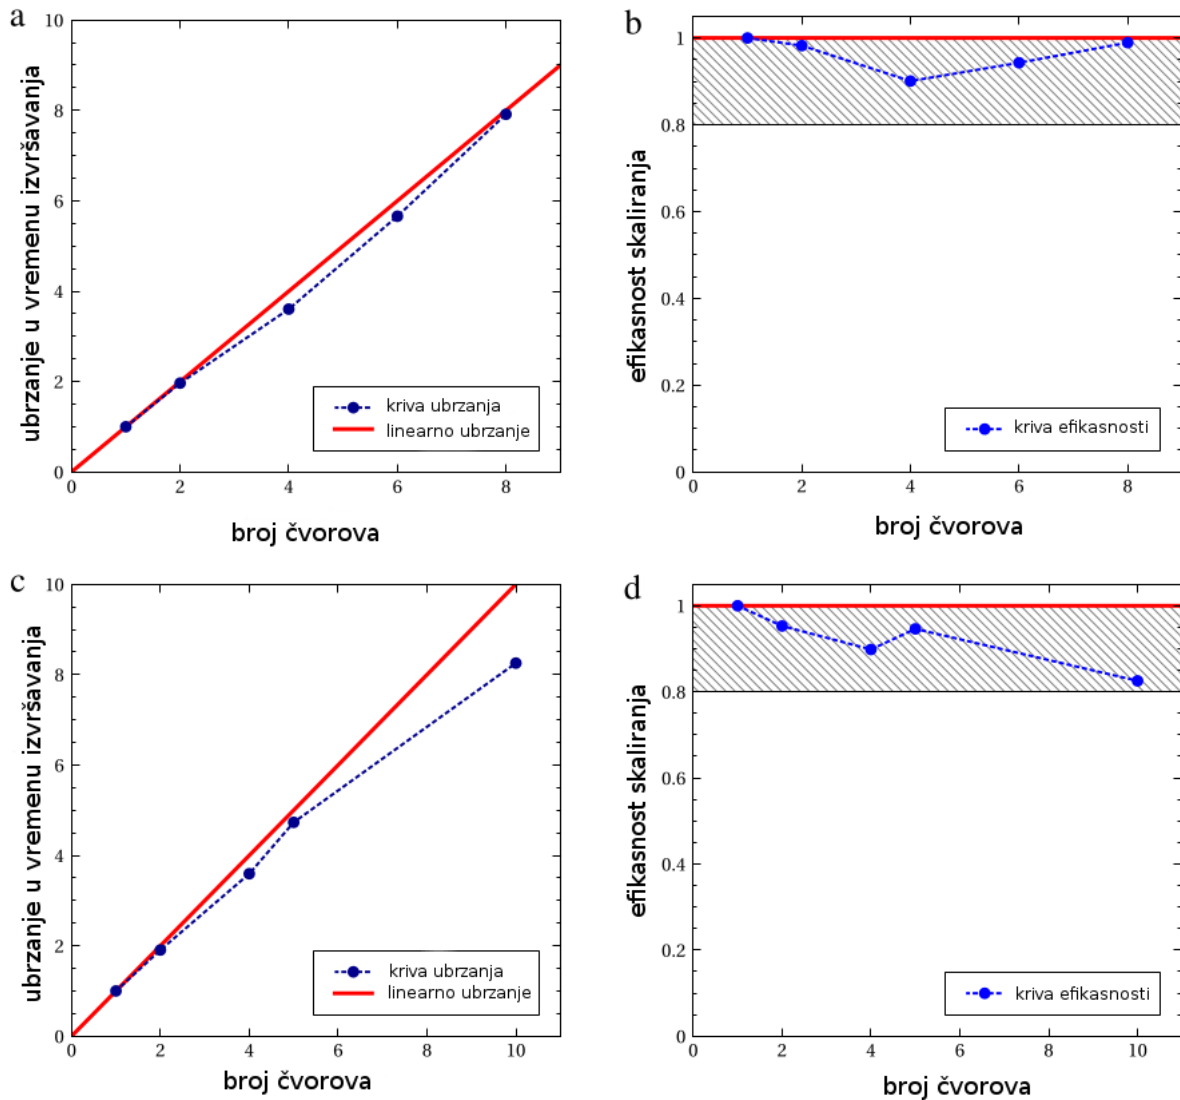 a
10
8
6
4
2
0
0 2 4 6 8
ubrzanje u vremenu izvršavanja
broj čvorova
kriva ubrzanja
linearno ubrzanje
b
1
0.8
0.6
0.4
0.2
0
0 2 4 6 8
efikasnost skaliranja
broj čvorova
kriva efikasnosti
c
10
8
6
4
2
0
0 2 4 6 8 10
ubrzanje u vremenu izvršavanja
broj čvorova
kriva ubrzanja
linearno ubrzanje
d
1
0.8
0.6
0.4
0.2
0
0 2 4 6 8 10
efikasnost skaliranja
broj čvorova
kriva efikasnosti